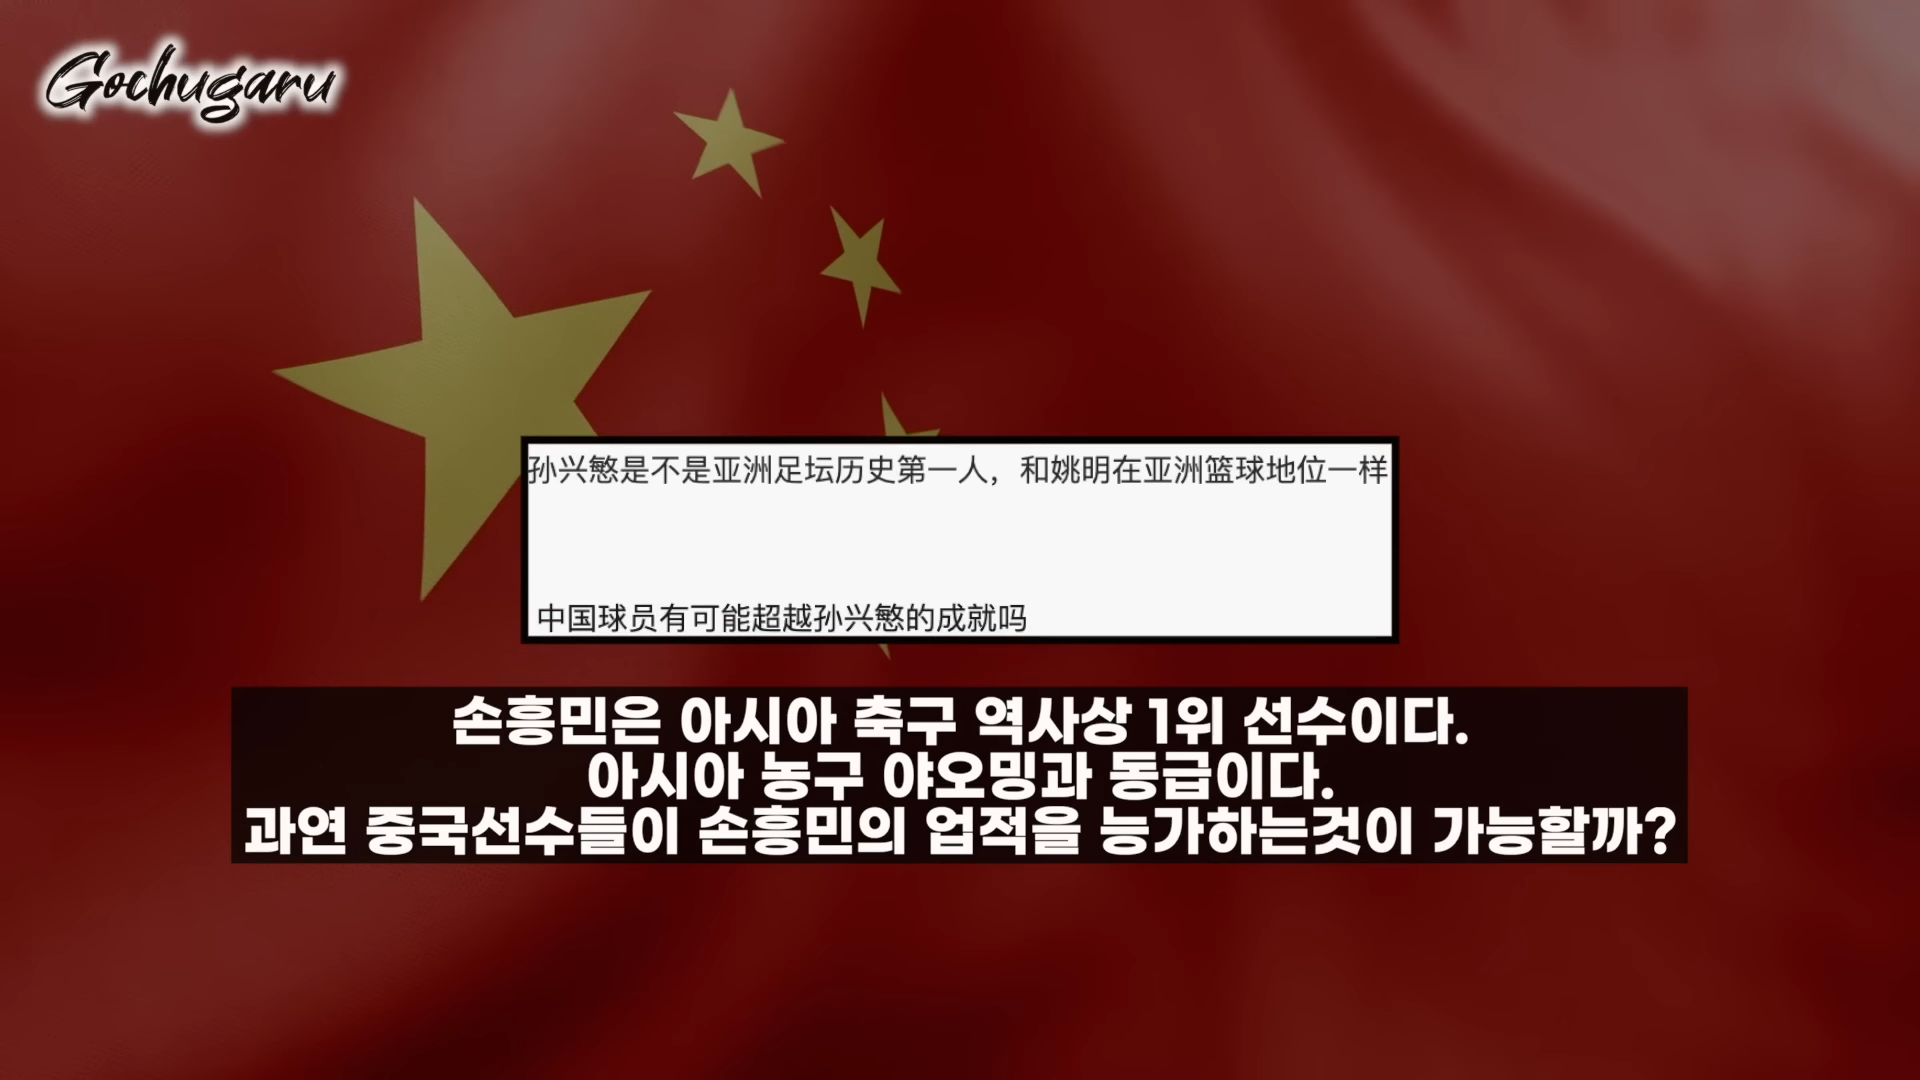 Gochugaru
孙兴慜是不是亚洲足坛历史第一人，和姚明在亚洲篮球地位一样
中国球员有可能超越孙兴慜的成就吗
손흥민은 아시아 축구 역사상 1위 선수이다.
아시아 농구 야오밍과 동급이다.
과연 중국선수들이 손흥민의 업적을 능가하는것이 가능할까?